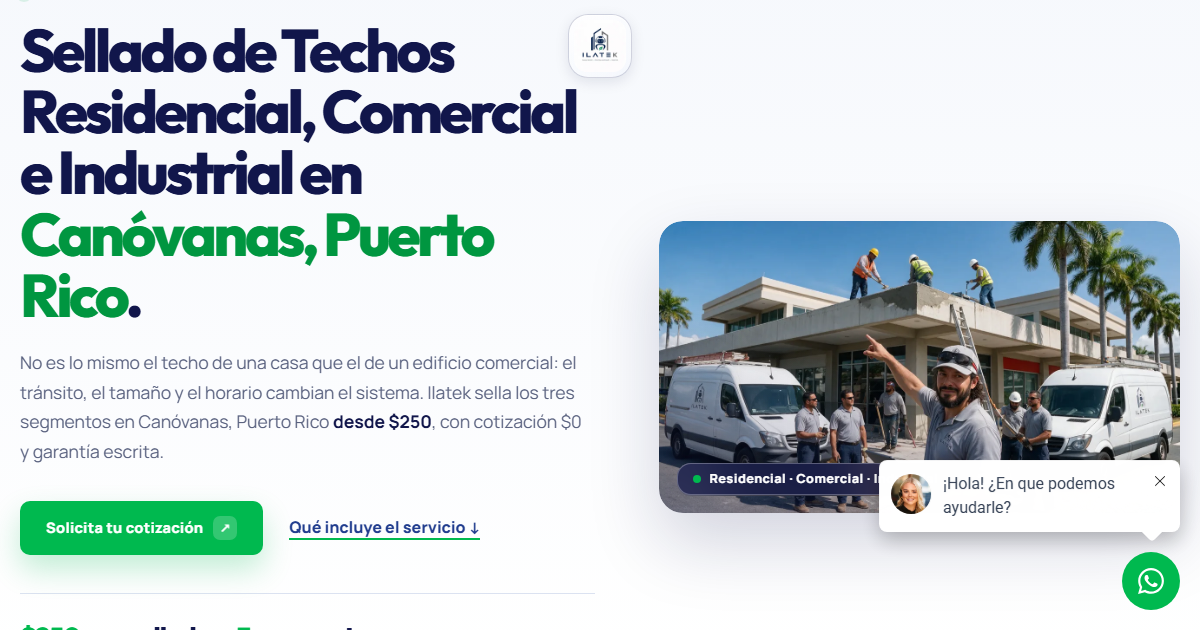 Sellado de Techos
Residencial, Comercial
e Industrial en
Canóvanas, Puerto
Rico.
ILATEK
No es lo mismo el techo de una casa que el de un edificio comercial: el
tránsito, el tamaño y el horario cambian el sistema. Ilatek sella los tres
segmentos en Canóvanas, Puerto Rico desde $250, con cotización $0
y garantía escrita.
Solicita tu cotización ↗
Qué incluye el servicio ↓
ILATEK
ILATEK
Residencial · Comercial ·
¡Hola! ¿En que podemos
ayudarle?